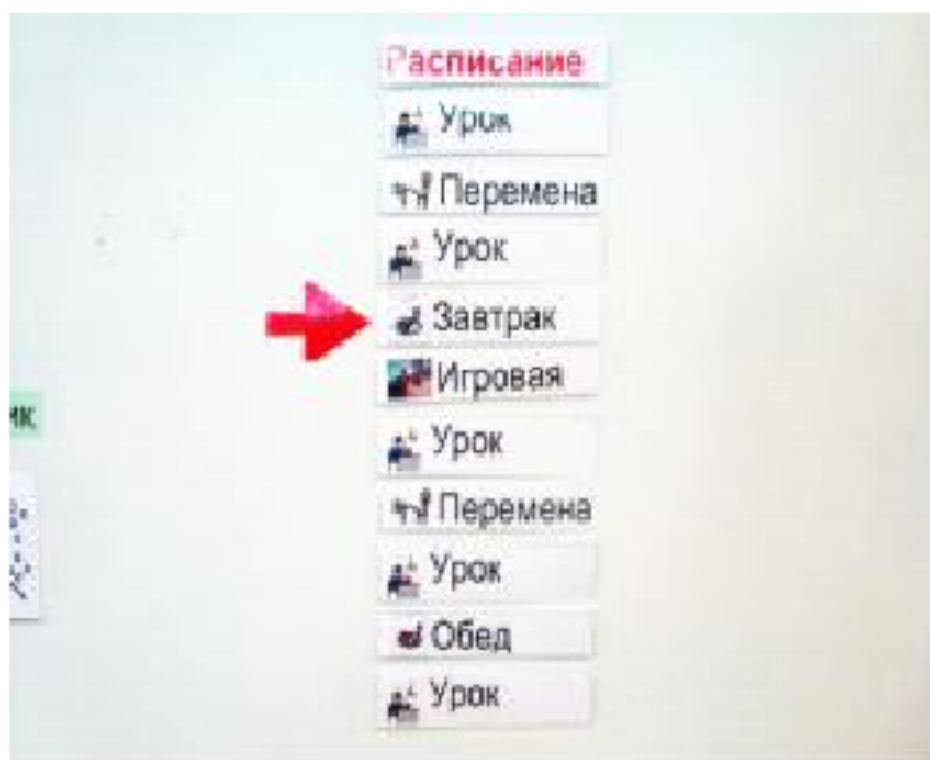 Расписание
Урок
Перемена
Урок
Завтрак
Игровая
Урок
Перемена
Урок
Обед
Урок